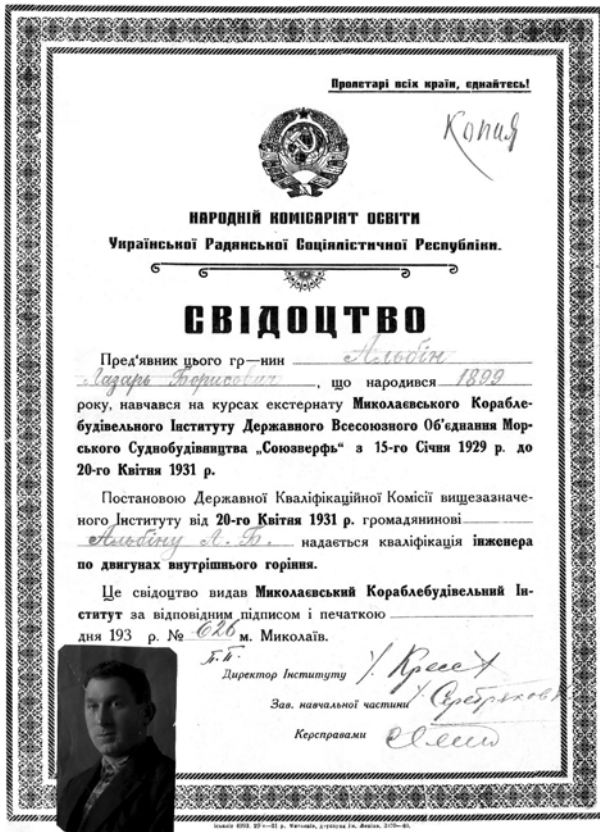 Пролетарі всіх країн, єднайтесь!
Копия
НАРОДНІЙ КОМІСАРІЯТ ОСВІТИ
Української Радянської Соціялістичної Республіки.
СВІДОЦТВО
Пред'явник цього гр—нин Альбін
Лазарь Борисович, що народився 1899
року, навчався на курсах екстернату Миколаєвського Корабле-
будівельного Інституту Державного Всесоюзного Об'єднання Мор-
ського Суднобудівництва „Союзверфь" з 15-го Січня 1929 р. до
20-го Квітня 1931 р.
Постановою Державної Кваліфікаційної Комісії вищезазначе-
ного Інституту від 20-го Квітня 1931 р. громадянинові
Альбіну Л. Б. надається кваліфікація інженера
по двигунах внутрішнього горіння.
Це свідоцтво видав Миколаєвський Кораблебудівельний Ін-
ститут за відповідним підписом і печаткою
дня 193 р. № 626 м. Миколаїв.
п.п.
Директор Інституту / Кресс /
Зав. навчальної частини / Серебряков /
Керсправами